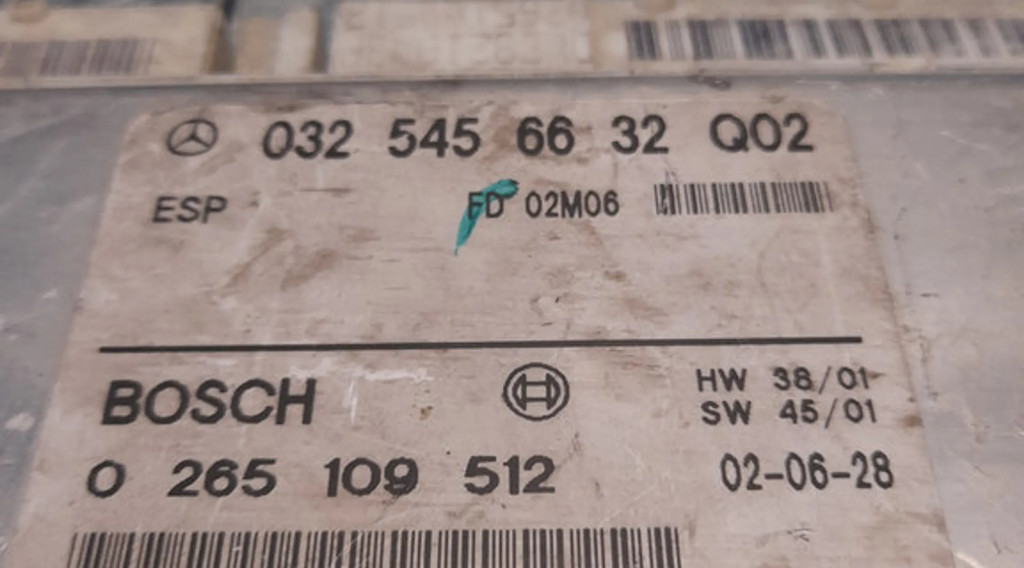 032 545 66 32 Q02
ESP FD 02M06
BOSCH HW 38/01
SW 45/01
0 265 109 512 02-06-28